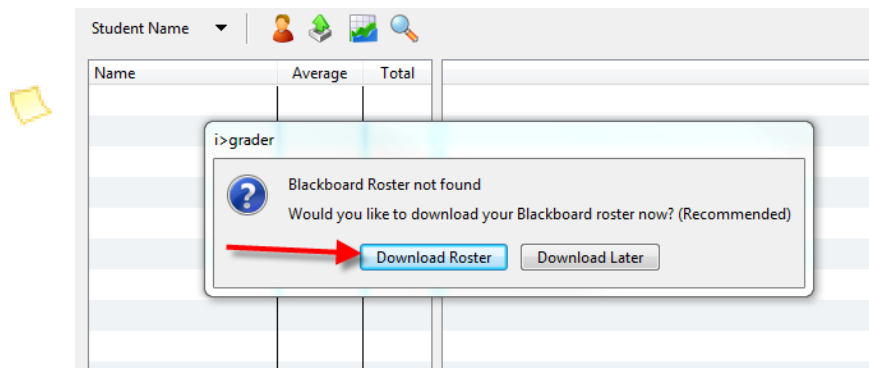 Student Name
Name Average Total
i>grader
Blackboard Roster not found
Would you like to download your Blackboard roster now? (Recommended)
Download Roster Download Later